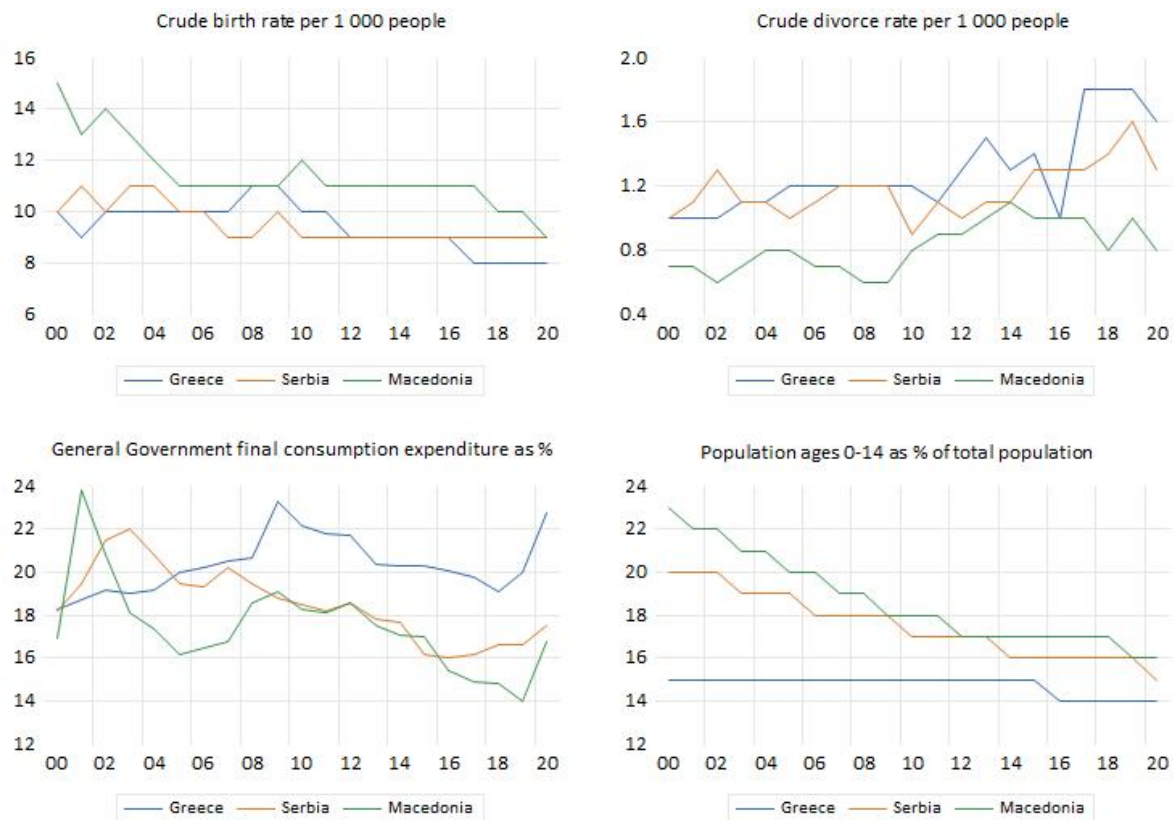 Crude birth rate per 1 000 people
16
14
12
10
8
6
00 02 04 06 08 10 12 14 16 18 20
Greece Serbia Macedonia
Crude divorce rate per 1 000 people
2.0
1.6
1.2
0.8
0.4
00 02 04 06 08 10 12 14 16 18 20
Greece Serbia Macedonia
General Government final consumption expenditure as %
24
22
20
18
16
14
12
00 02 04 06 08 10 12 14 16 18 20
Greece Serbia Macedonia
Population ages 0-14 as % of total population
24
22
20
18
16
14
12
00 02 04 06 08 10 12 14 16 18 20
Greece Serbia Macedonia